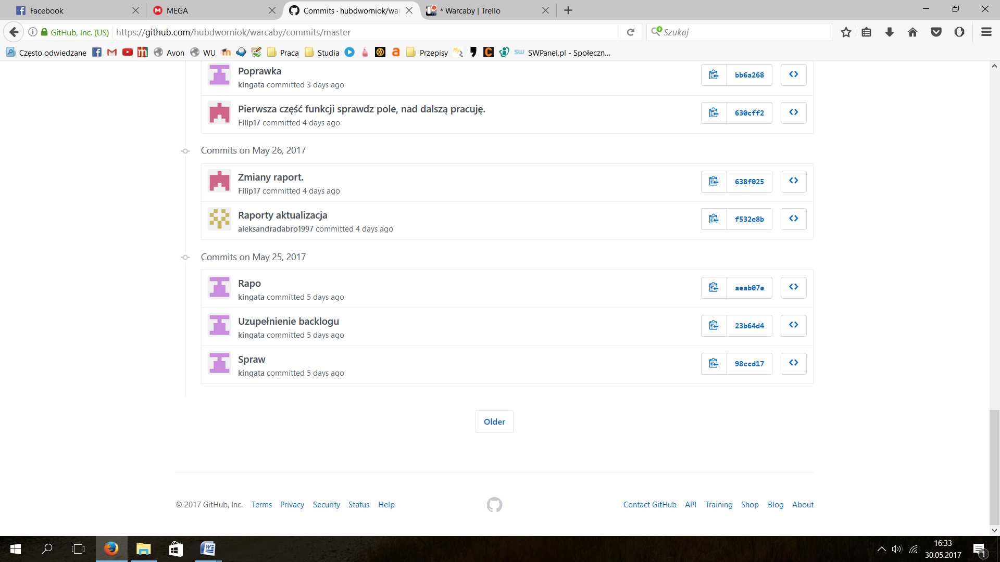 Facebook
MEGA
Commits · hubdworniok/war
* Warcaby | Trello
GitHub, Inc. (US)
https://github.com/hubdworniok/warcaby/commits/master
Szukaj
Często odwiedzane
Avon
WU
Praca
Studia
Przepisy
SWPanel.pl - Społeczn...
Poprawka
kingata committed 3 days ago
bb6a268
Pierwsza część funkcji sprawdz pole, nad dalszą pracuję.
Filip17 committed 4 days ago
630cff2
Commits on May 26, 2017
Zmiany raport.
Filip17 committed 4 days ago
638f025
Raporty aktualizacja
aleksandradabro1997 committed 4 days ago
f532e8b
Commits on May 25, 2017
Rapo
kingata committed 5 days ago
aeab07e
Uzupełnienie backlogu
kingata committed 5 days ago
23b64d4
Spraw
kingata committed 5 days ago
98ccd17
Older
© 2017 GitHub, Inc. Terms Privacy Security Status Help
Contact GitHub API Training Shop Blog About
16:33
30.05.2017
1